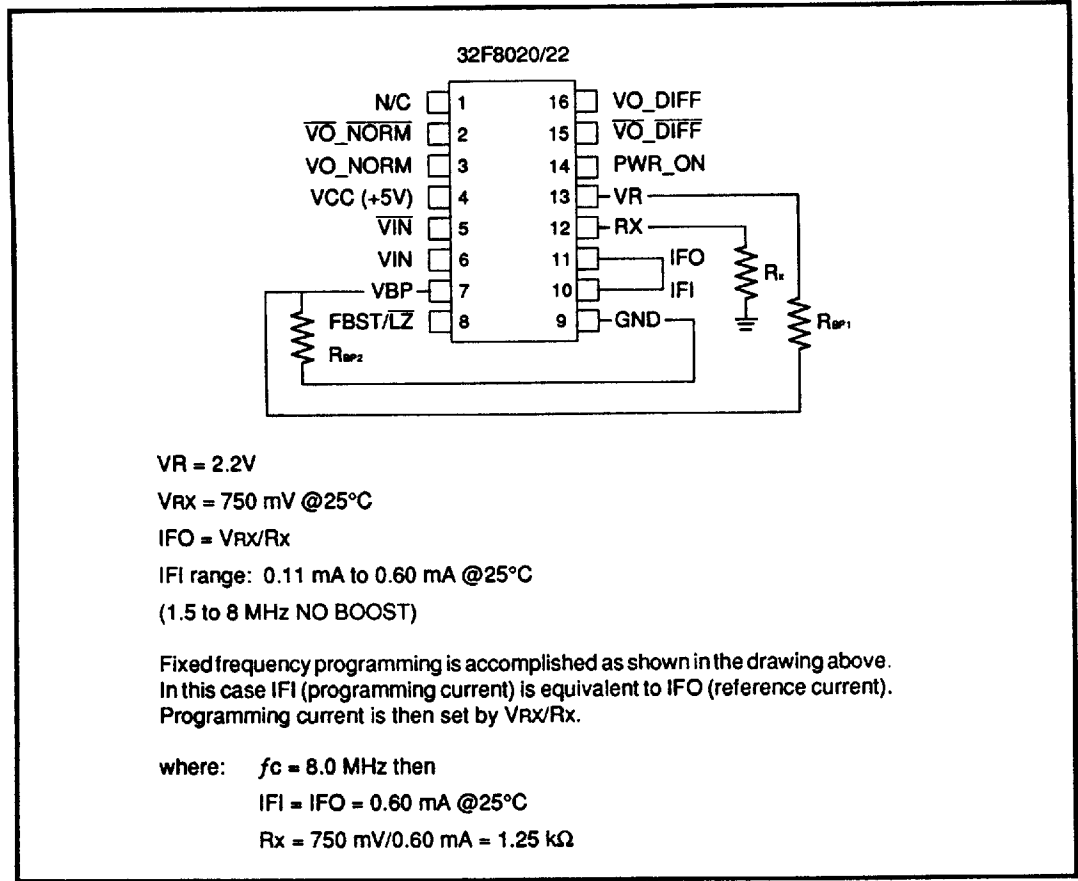 32F8020/22
N/C 1 16 VO_DIFF
V̅O̅_N̅O̅R̅M̅ 2 15 V̅O̅_D̅I̅F̅F̅
VO_NORM 3 14 PWR_ON
VCC (+5V) 4 13 VR
V̅I̅N̅ 5 12 RX
VIN 6 11 IFO
VBP 7 10 IFI
FBST/L̅Z̅ 8 9 GND
Rx
RBP1
RBP2
VR = 2.2V
VRX = 750 mV @25°C
IFO = VRX/Rx
IFI range: 0.11 mA to 0.60 mA @25°C
(1.5 to 8 MHz NO BOOST)
Fixed frequency programming is accomplished as shown in the drawing above.
In this case IFI (programming current) is equivalent to IFO (reference current).
Programming current is then set by VRX/Rx.
where: fc = 8.0 MHz then
IFI = IFO = 0.60 mA @25°C
Rx = 750 mV/0.60 mA = 1.25 kΩ